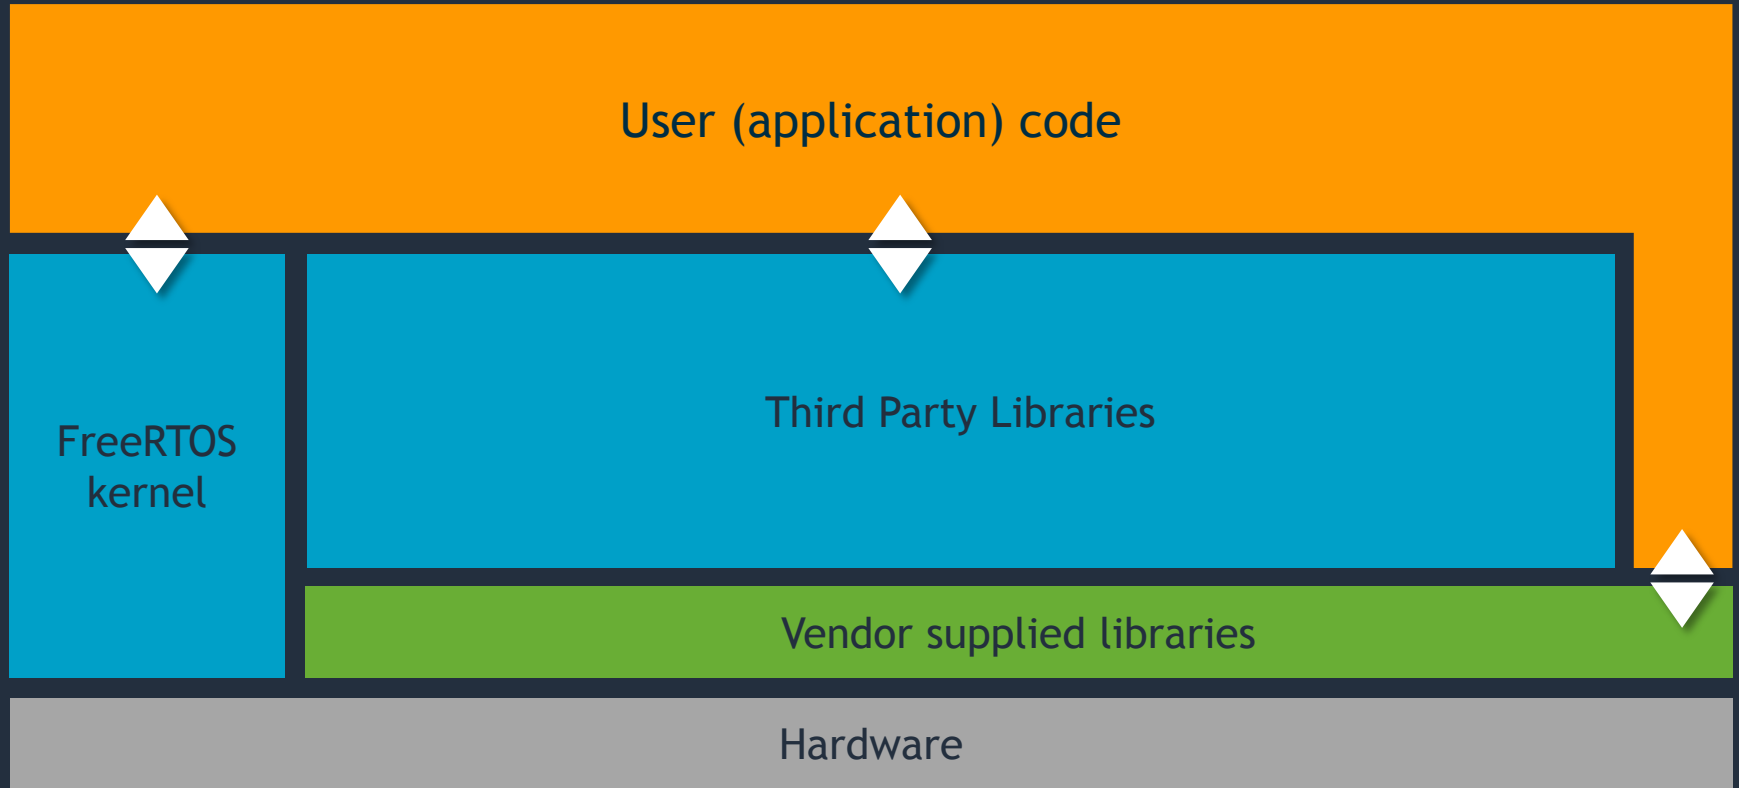 User (application) code
Third Party Libraries
FreeRTOS
kernel
Vendor supplied libraries
Hardware